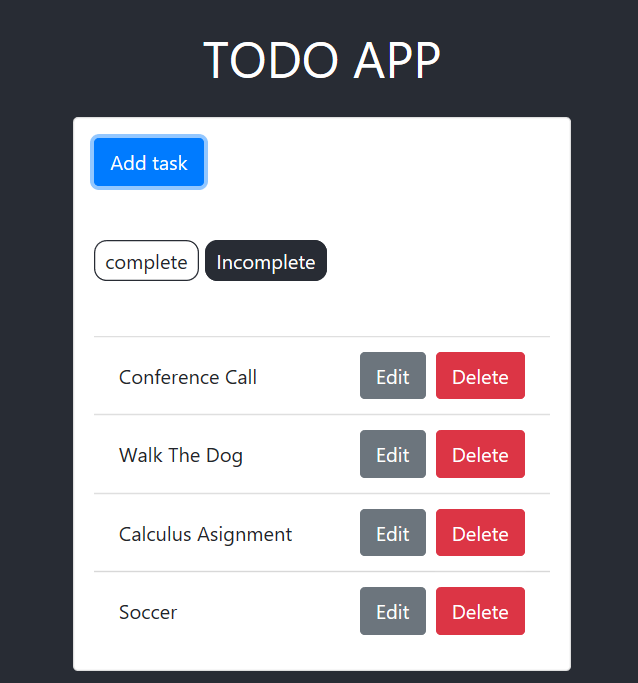 TODO APP
Add task
complete Incomplete
Conference Call Edit Delete
Walk The Dog Edit Delete
Calculus Asignment Edit Delete
Soccer Edit Delete